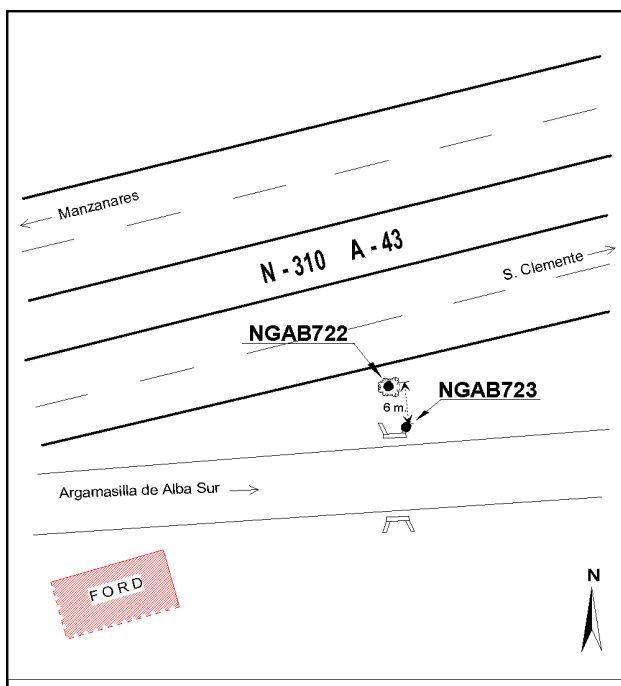 Manzanares
N - 310 A - 43
S. Clemente
NGAB722
NGAB723
6 m.
Argamasilla de Alba Sur
FORD
N